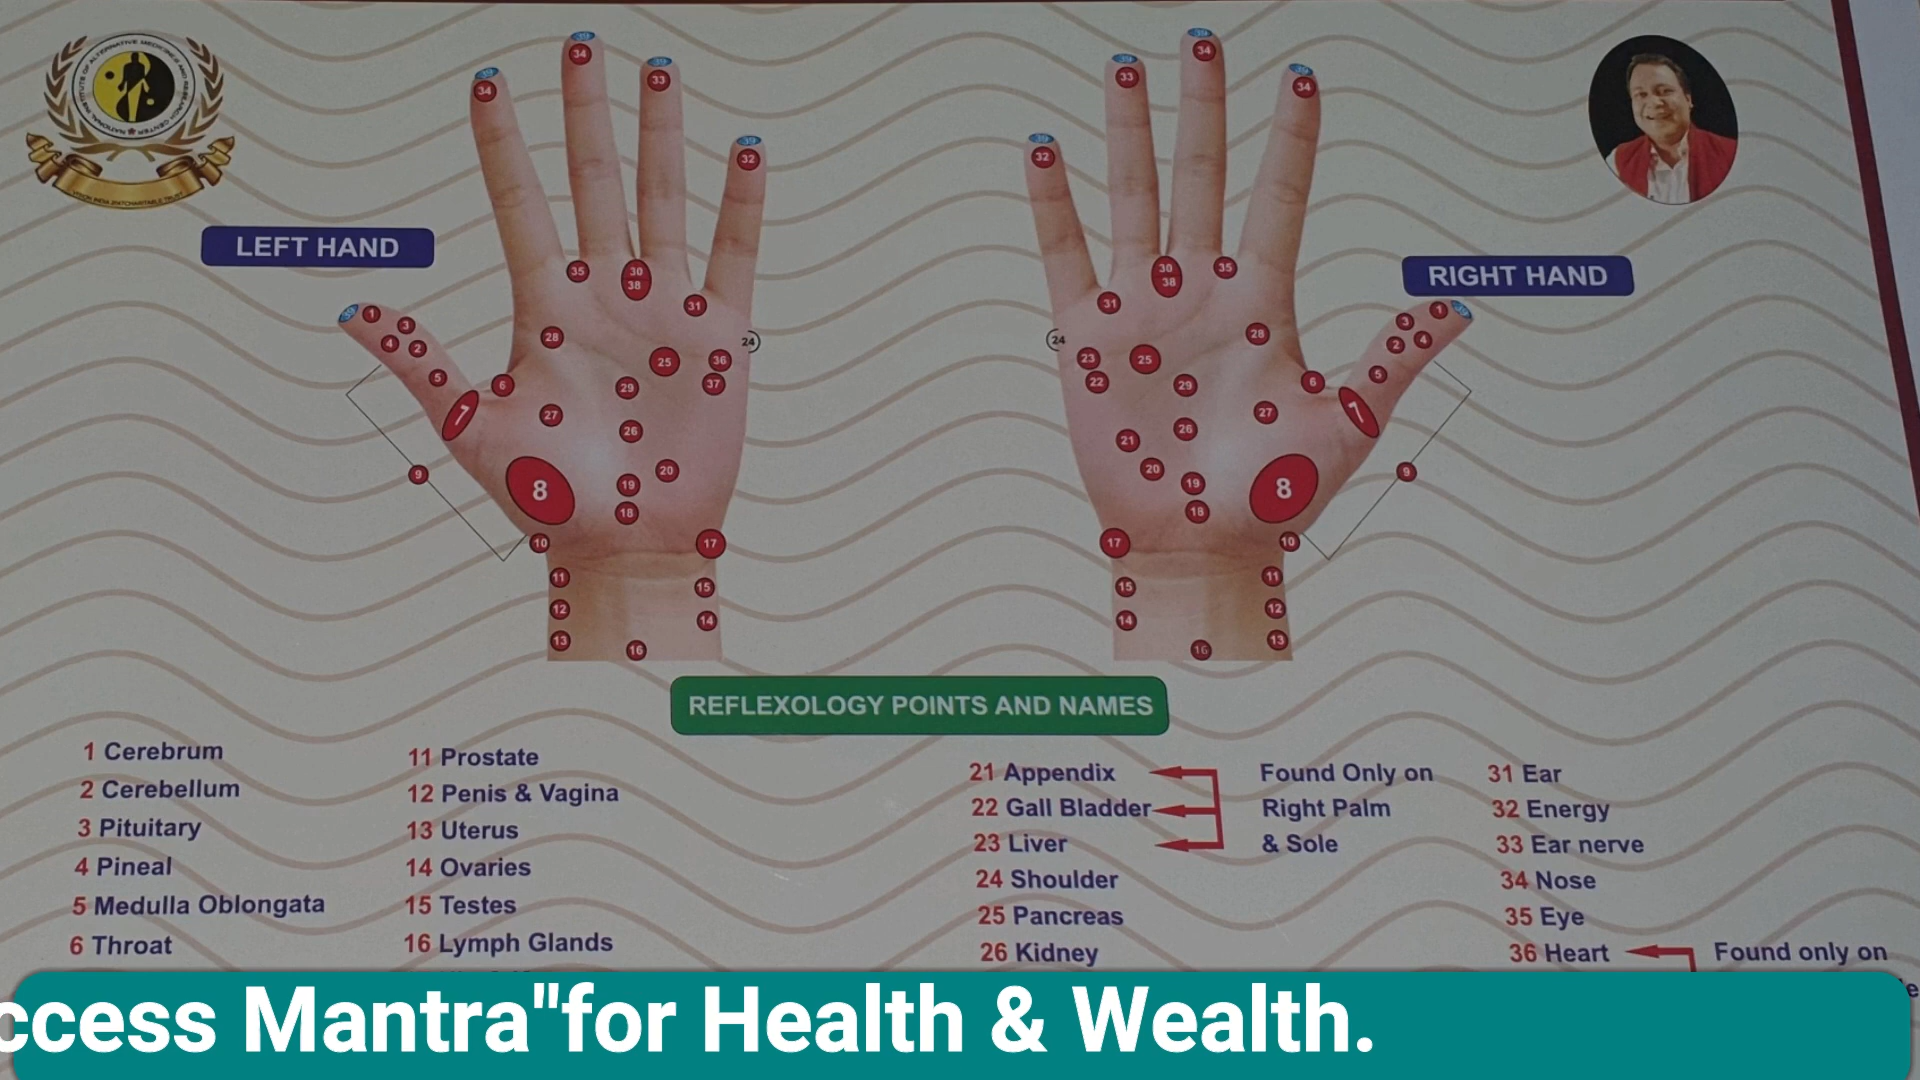 LEFT HAND
RIGHT HAND
REFLEXOLOGY POINTS AND NAMES
1 Cerebrum
2 Cerebellum
3 Pituitary
4 Pineal
5 Medulla Oblongata
6 Throat
11 Prostate
12 Penis & Vagina
13 Uterus
14 Ovaries
15 Testes
16 Lymph Glands
21 Appendix
22 Gall Bladder
23 Liver
Found Only on
Right Palm
& Sole
24 Shoulder
25 Pancreas
26 Kidney
31 Ear
32 Energy
33 Ear nerve
34 Nose
35 Eye
36 Heart
Found only on
ccess Mantra"for Health & Wealth.